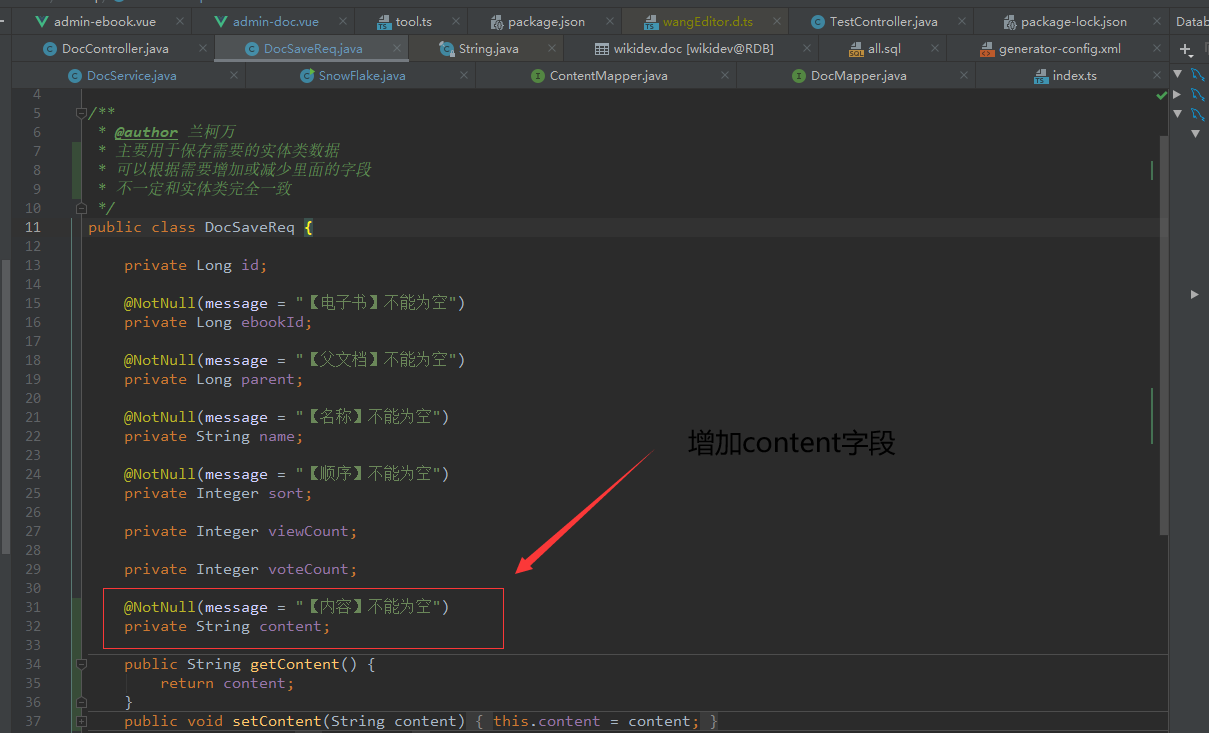 admin-ebook.vue admin-doc.vue tool.ts package.json wangEditor.d.ts TestController.java package-lock.json Datab
DocController.java DocSaveReq.java String.java wikidev.doc [wikidev@RDB] all.sql generator-config.xml
DocService.java SnowFlake.java ContentMapper.java DocMapper.java index.ts
4
5 /**
6 * @author 兰柯万
7 * 主要用于保存需要的实体类数据
8 * 可以根据需要增加或减少里面的字段
9 * 不一定和实体类完全一致
10 */
11 public class DocSaveReq {
12
13 private Long id;
14
15 @NotNull(message = "【电子书】不能为空")
16 private Long ebookId;
17
18 @NotNull(message = "【父文档】不能为空")
19 private Long parent;
20
21 @NotNull(message = "【名称】不能为空")
22 private String name;
增加content字段
23
24 @NotNull(message = "【顺序】不能为空")
25 private Integer sort;
26
27 private Integer viewCount;
28
29 private Integer voteCount;
30
31 @NotNull(message = "【内容】不能为空")
32 private String content;
33
34 public String getContent() {
35 return content;
36 }
37 public void setContent(String content) { this.content = content; }